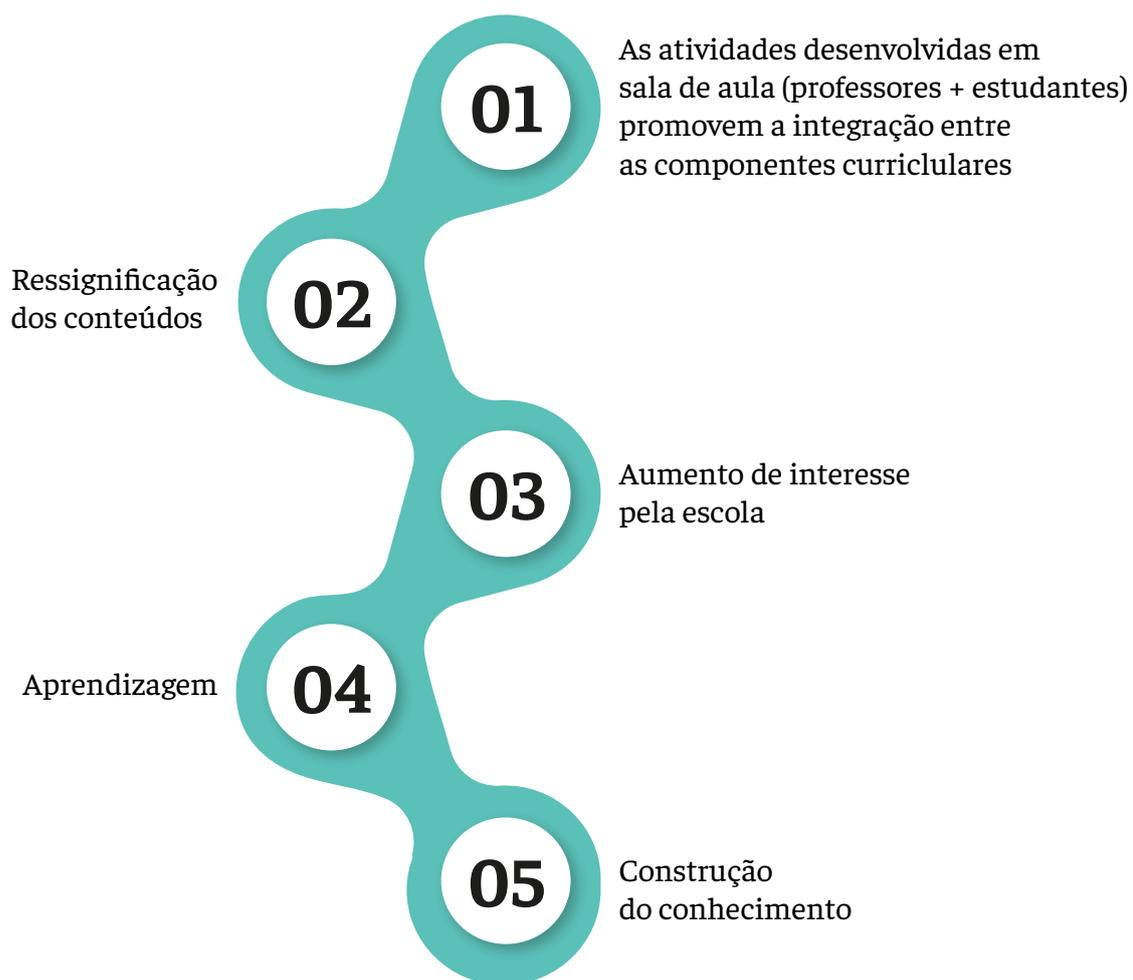 01
As atividades desenvolvidas em
sala de aula (professores + estudantes)
promovem a integração entre
as componentes curriclulares
02
Ressignificação
dos conteúdos
03
Aumento de interesse
pela escola
04
Aprendizagem
05
Construção
do conhecimento